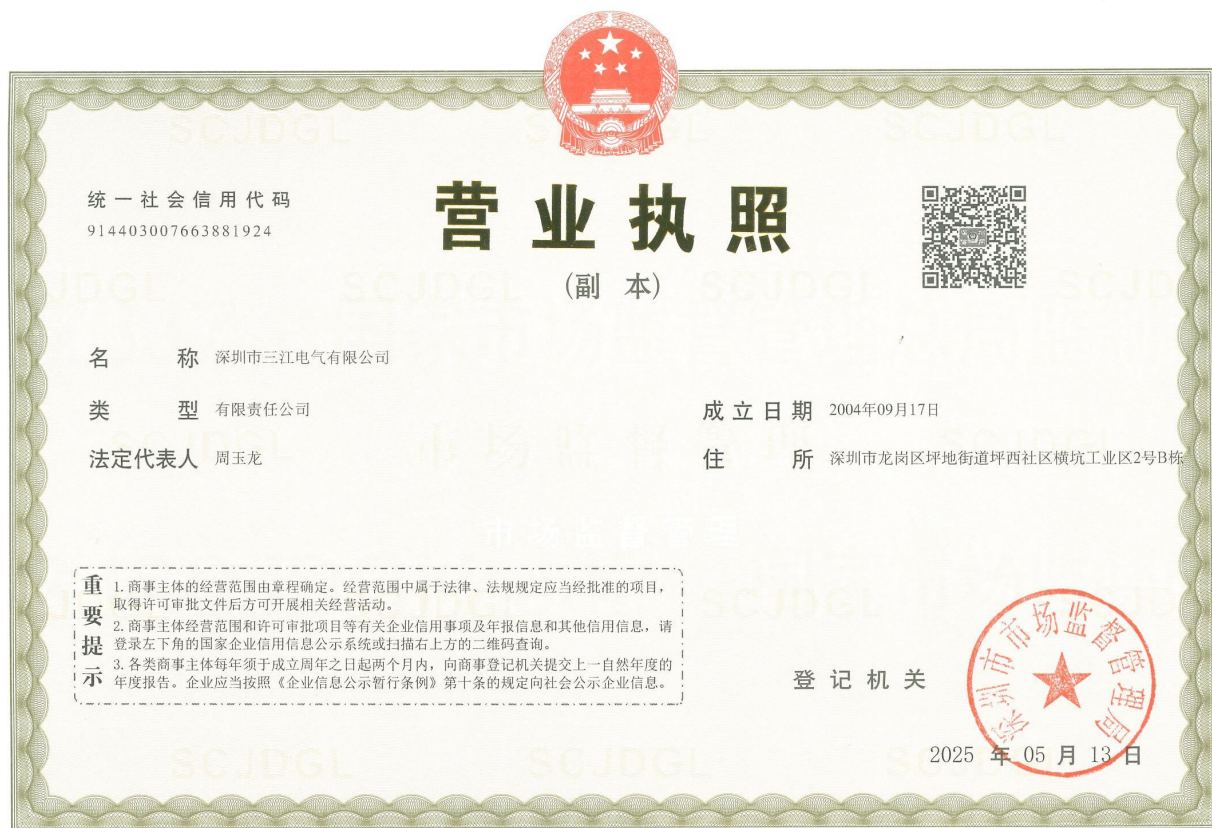 统一社会信用代码
914403007663881924
营业执照
(副 本)
名 称 深圳市三江电气有限公司
类 型 有限责任公司
成立日期 2004年09月17日
法定代表人 周玉龙
住 所 深圳市龙岗区坪地街道坪西社区横坑工业区2号B栋
重要提示
1.商事主体的经营范围由章程确定。经营范围中属于法律、法规规定应当经批准的项目，
取得许可审批文件后方可开展相关经营活动。
2.商事主体经营范围和许可审批项目等有关企业信用事项及年报信息和其他信用信息，请
登录左下角的国家企业信用信息公示系统或扫描右上方的二维码查询。
3.各类商事主体每年须于成立周年之日起两个月内，向商事登记机关提交上一自然年度的
年度报告。企业应当按照《企业信息公示暂行条例》第十条的规定向社会公示企业信息。
登记机关
深圳市市场监督管理局
2025 年 05 月 13 日
SCJDGL
市场监督管理